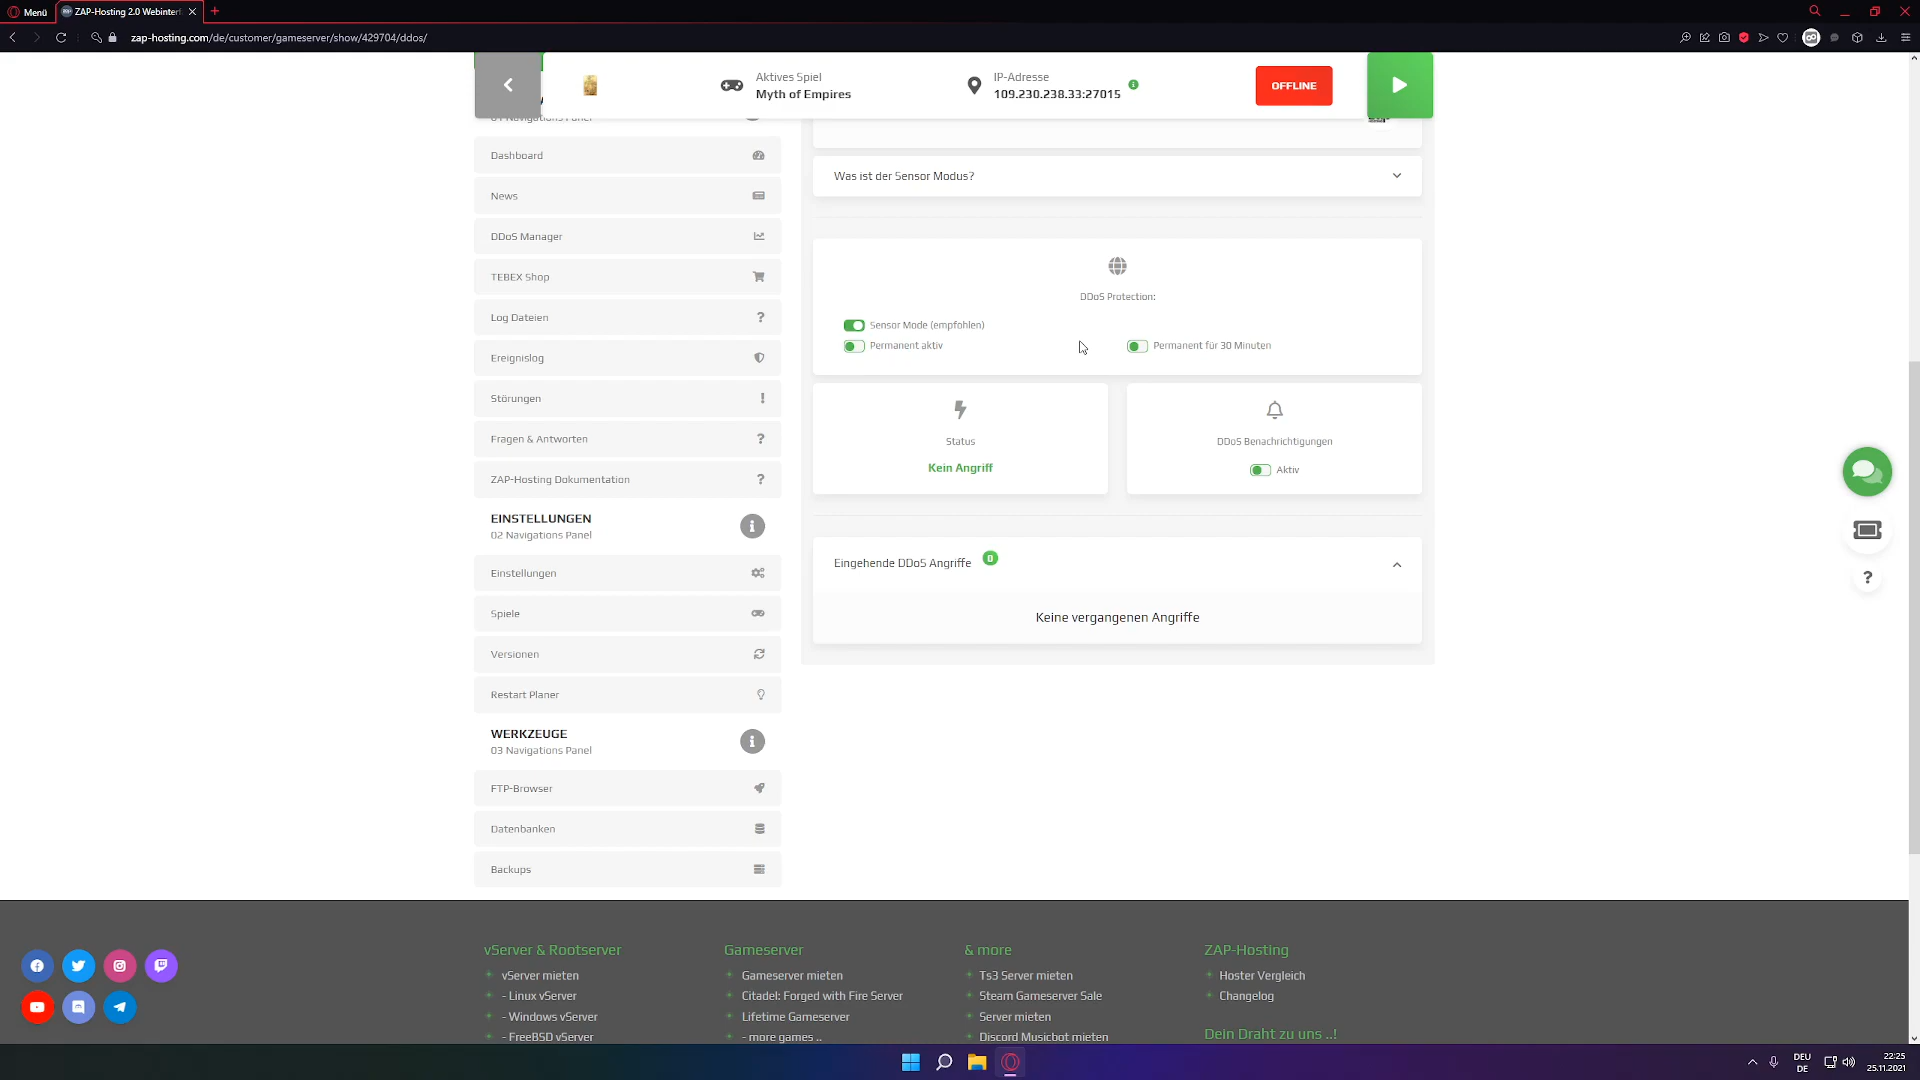 Menü
ZAP-Hosting 2.0 Webinterf
zap-hosting.com/de/customer/gameserver/show/429704/ddos/
Aktives Spiel
Myth of Empires
IP-Adresse
109.230.238.33:27015
OFFLINE
01 Navigations Panel
Dashboard
News
DDoS Manager
TEBEX Shop
Log Dateien
Ereignislog
Störungen
Fragen & Antworten
ZAP-Hosting Dokumentation
EINSTELLUNGEN
02 Navigations Panel
Einstellungen
Spiele
Versionen
Restart Planer
WERKZEUGE
03 Navigations Panel
FTP-Browser
Datenbanken
Backups
Was ist der Sensor Modus?
DDoS Protection:
Sensor Mode (empfohlen)
Permanent aktiv
Permanent für 30 Minuten
Status
Kein Angriff
DDoS Benachrichtigungen
Aktiv
Eingehende DDoS Angriffe 0
Keine vergangenen Angriffe
vServer & Rootserver
vServer mieten
- Linux vServer
- Windows vServer
- FreeBSD vServer
Gameserver
Gameserver mieten
Citadel: Forged with Fire Server
Lifetime Gameserver
- more games ..
& more
Ts3 Server mieten
Steam Gameserver Sale
Server mieten
Discord Musicbot mieten
ZAP-Hosting
Hoster Vergleich
Changelog
Dein Draht zu uns ..!
DEU
DE
22:25
25.11.2021